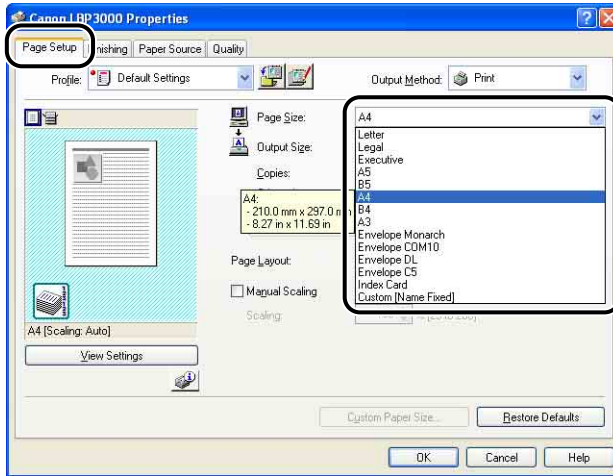 Canon LBP3000 Properties
Page Setup Finishing Paper Source Quality
Profile: Default Settings Output Method: Print
Page Size: A4
Output Size:
Copies:
Letter
Legal
Executive
A5
B5
A4
B4
A3
Envelope Monarch
Envelope COM10
Envelope DL
Envelope C5
Index Card
Custom [Name Fixed]
A4:
- 210.0 mm x 297.0 m
- 8.27 in x 11.69 in
Page Layout:
Manual Scaling
Scaling:
A4 [Scaling: Auto]
View Settings
Custom Paper Size...
Restore Defaults
OK Cancel Help